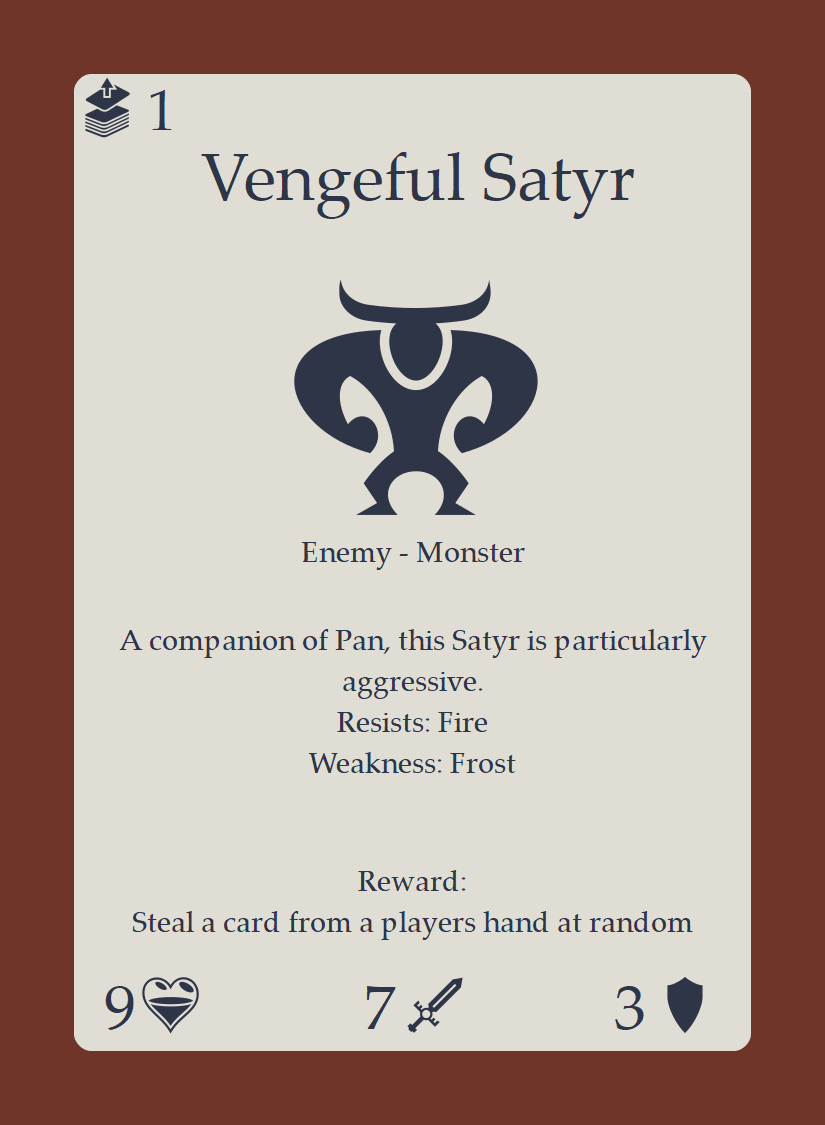 1
Vengeful Satyr
Enemy - Monster
A companion of Pan, this Satyr is particularly
aggressive.
Resists: Fire
Weakness: Frost
Reward:
Steal a card from a players hand at random
9 7 3